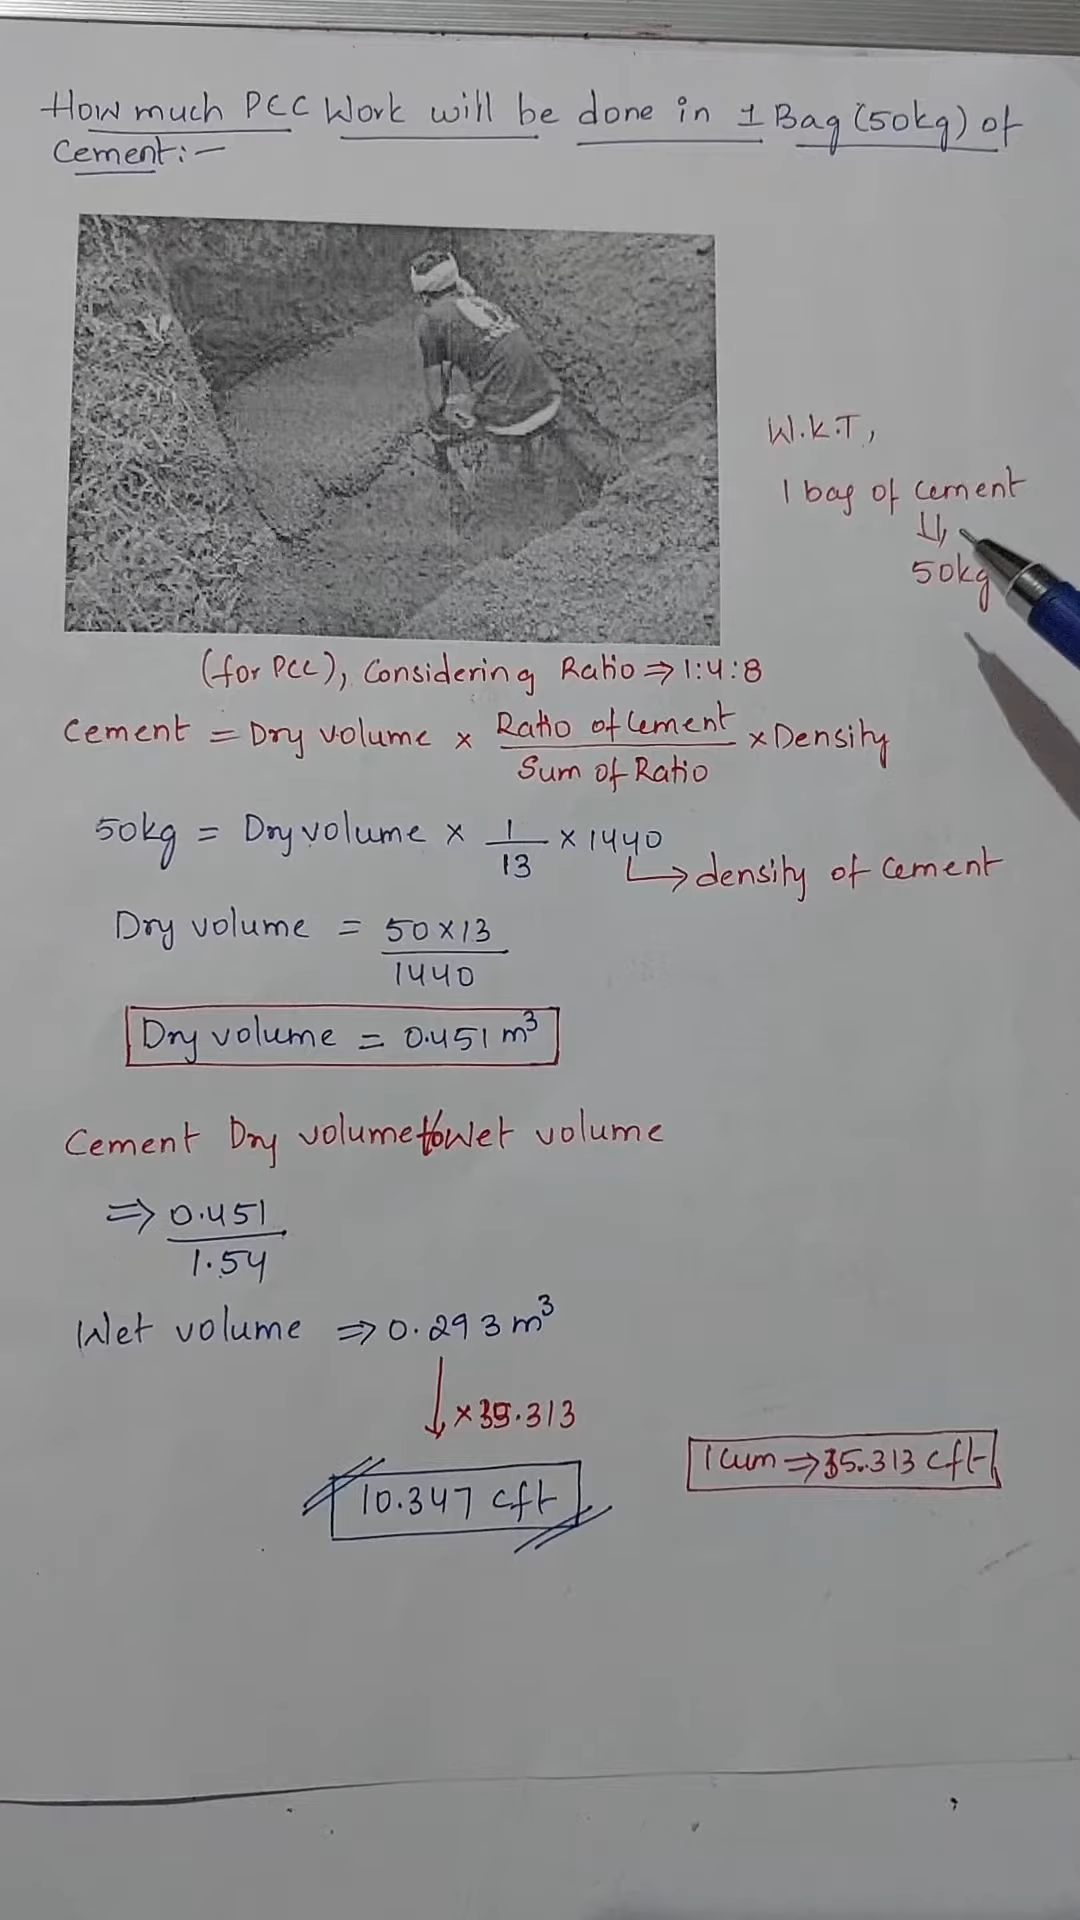 How much PCC Work will be done in 1 Bag (50kg) of
Cement:-
W.K.T,
1 bag of cement
⇓
50kg
(for PCC), Considering Ratio ⇒ 1:4:8
Cement = Dry volume × Ratio of Cement / Sum of Ratio × Density
50kg = Dry volume × 1/13 × 1440
↳ density of cement
Dry volume = 50×13 / 1440
Dry volume = 0.451 m³
Cement Dry volume to Wet volume
⇒ 0.451 / 1.54
Wet volume ⇒ 0.293 m³
↓ ×35.313
1 cum ⇒ 35.313 cft
10.347 cft